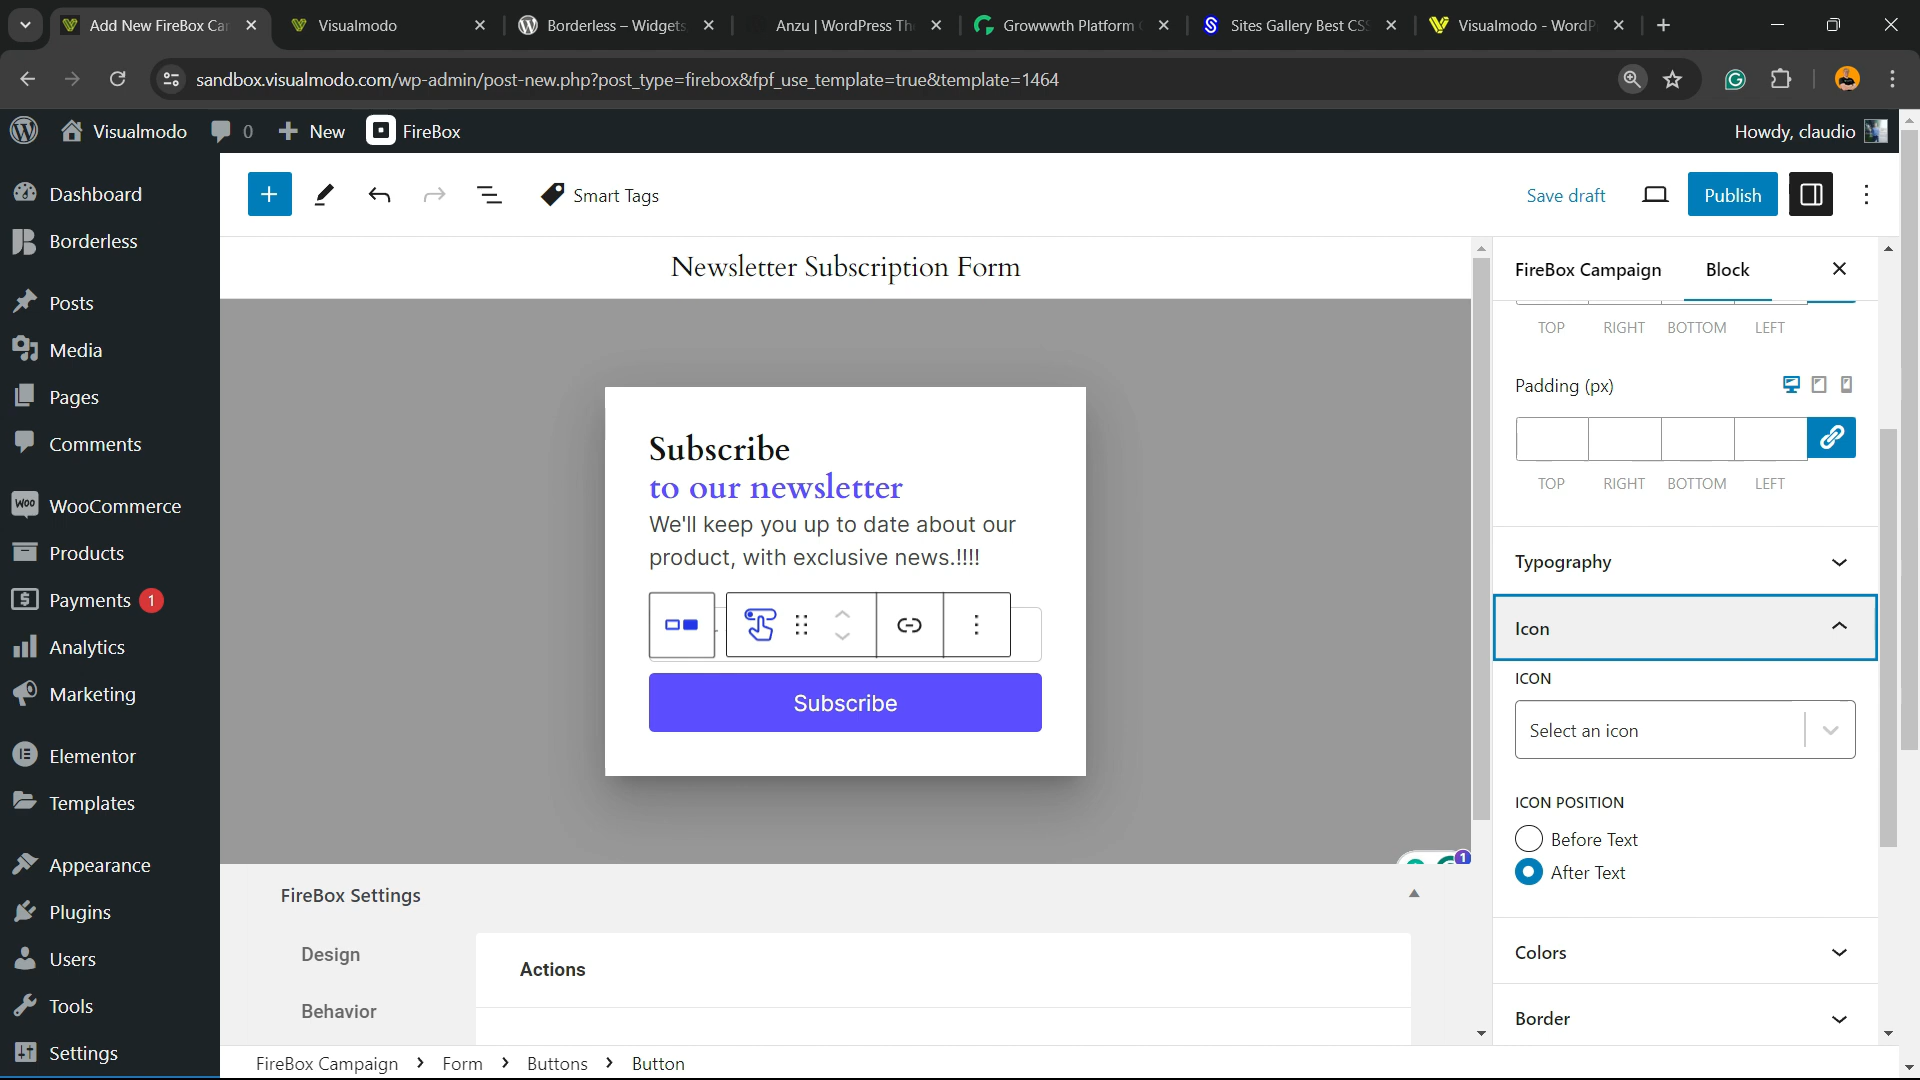 Add New FireBox Ca
Visualmodo
Borderless – Widgets
Anzu | WordPress Th
Growwwth Platform
Sites Gallery Best CSS
Visualmodo - WordP
sandbox.visualmodo.com/wp-admin/post-new.php?post_type=firebox&fpf_use_template=true&template=1464
Visualmodo
0
New
FireBox
Howdy, claudio
Dashboard
Borderless
Posts
Media
Pages
Comments
WOO WooCommerce
Products
Payments 1
Analytics
Marketing
Elementor
Templates
Appearance
Plugins
Users
Tools
Settings
Smart Tags
Save draft
Publish
Newsletter Subscription Form
Subscribe
to our newsletter
We'll keep you up to date about our
product, with exclusive news.!!!!
Subscribe
1
FireBox Settings
Design
Behavior
Actions
FireBox Campaign > Form > Buttons > Button
FireBox Campaign
Block
TOP RIGHT BOTTOM LEFT
Padding (px)
TOP RIGHT BOTTOM LEFT
Typography
Icon
ICON
Select an icon
ICON POSITION
Before Text
After Text
Colors
Border